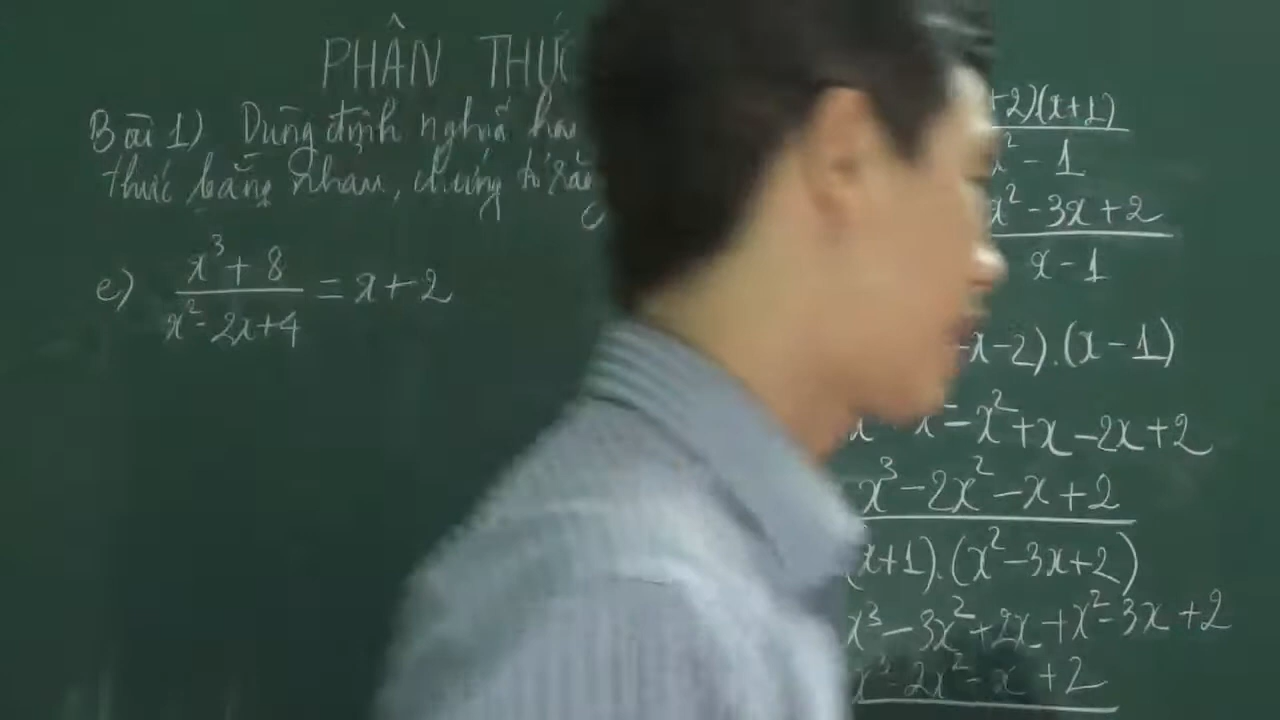 PHÂN THỨC
Bài 1) Dùng định nghĩa hai
thức bằng nhau, chứng tỏ rằng
e) \frac{x³ + 8}{x² - 2x + 4} = x + 2
+2)(x+1)
x² - 1
x² - 3x + 2
x - 1
-x-2).(x-1)
- x² + x - 2x + 2
x³ - 2x² - x + 2
(x+1).(x² - 3x + 2)
x³ - 3x² + 2x + x² - 3x + 2
x³ - 2x² - x + 2